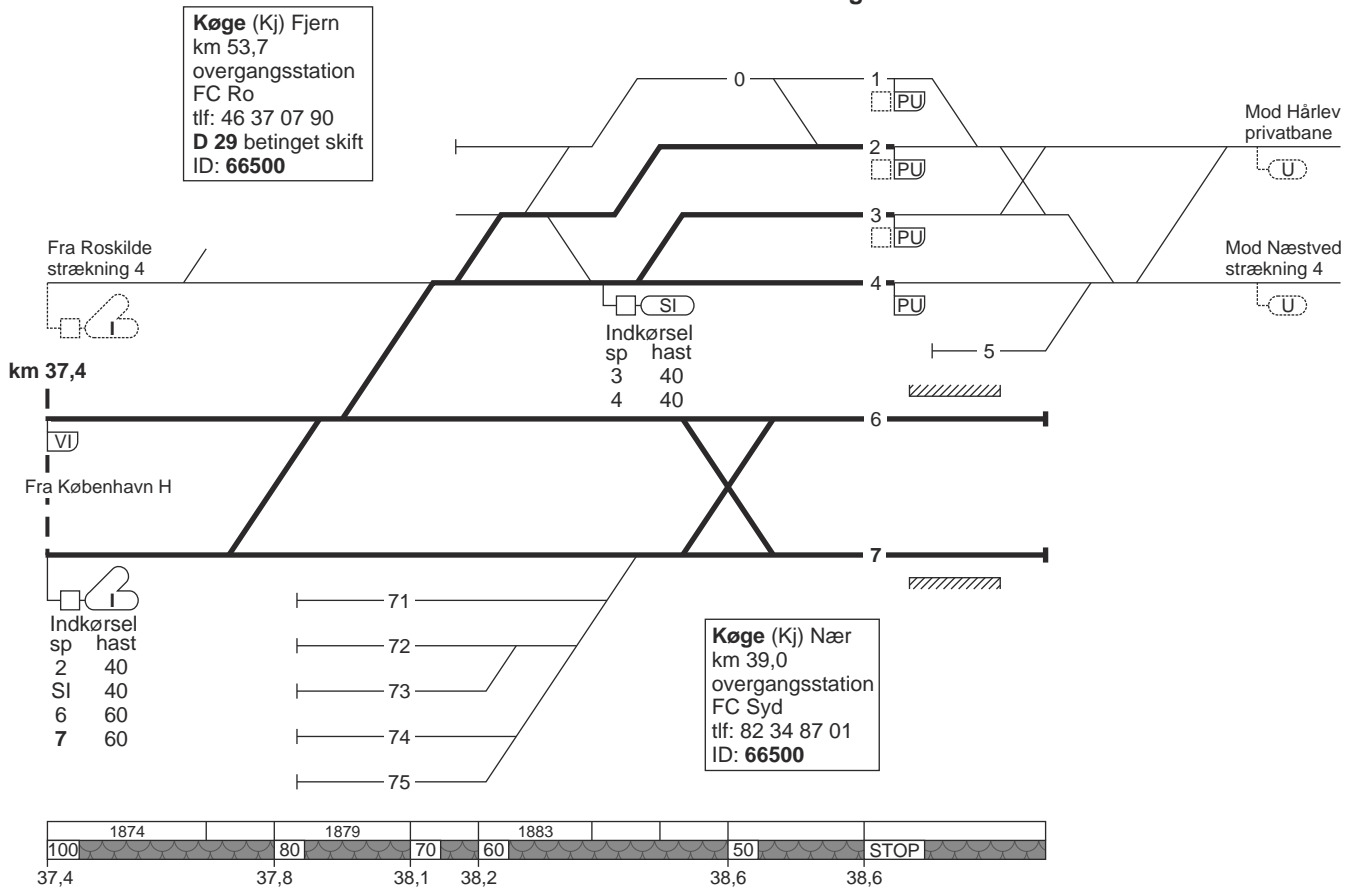 Køge (Kj) Fjern
km 53,7
overgangsstation
FC Ro
tlf: 46 37 07 90
D 29 betinget skift
ID: 66500
0
1
PU
Mod Hårlev
privatbane
2
PU
U
3
PU
Fra Roskilde
strækning 4
Mod Næstved
strækning 4
4
I
SI
PU
U
Indkørsel
sp hast
3 40
4 40
5
km 37,4
6
VI
Fra København H
7
I
Indkørsel
sp hast
2 40
SI 40
6 60
7 60
71
72
73
74
75
Køge (Kj) Nær
km 39,0
overgangsstation
FC Syd
tlf: 82 34 87 01
ID: 66500
1874 1879 1883
100 80 70 60 50 STOP
37,4 37,8 38,1 38,2 38,6 38,6